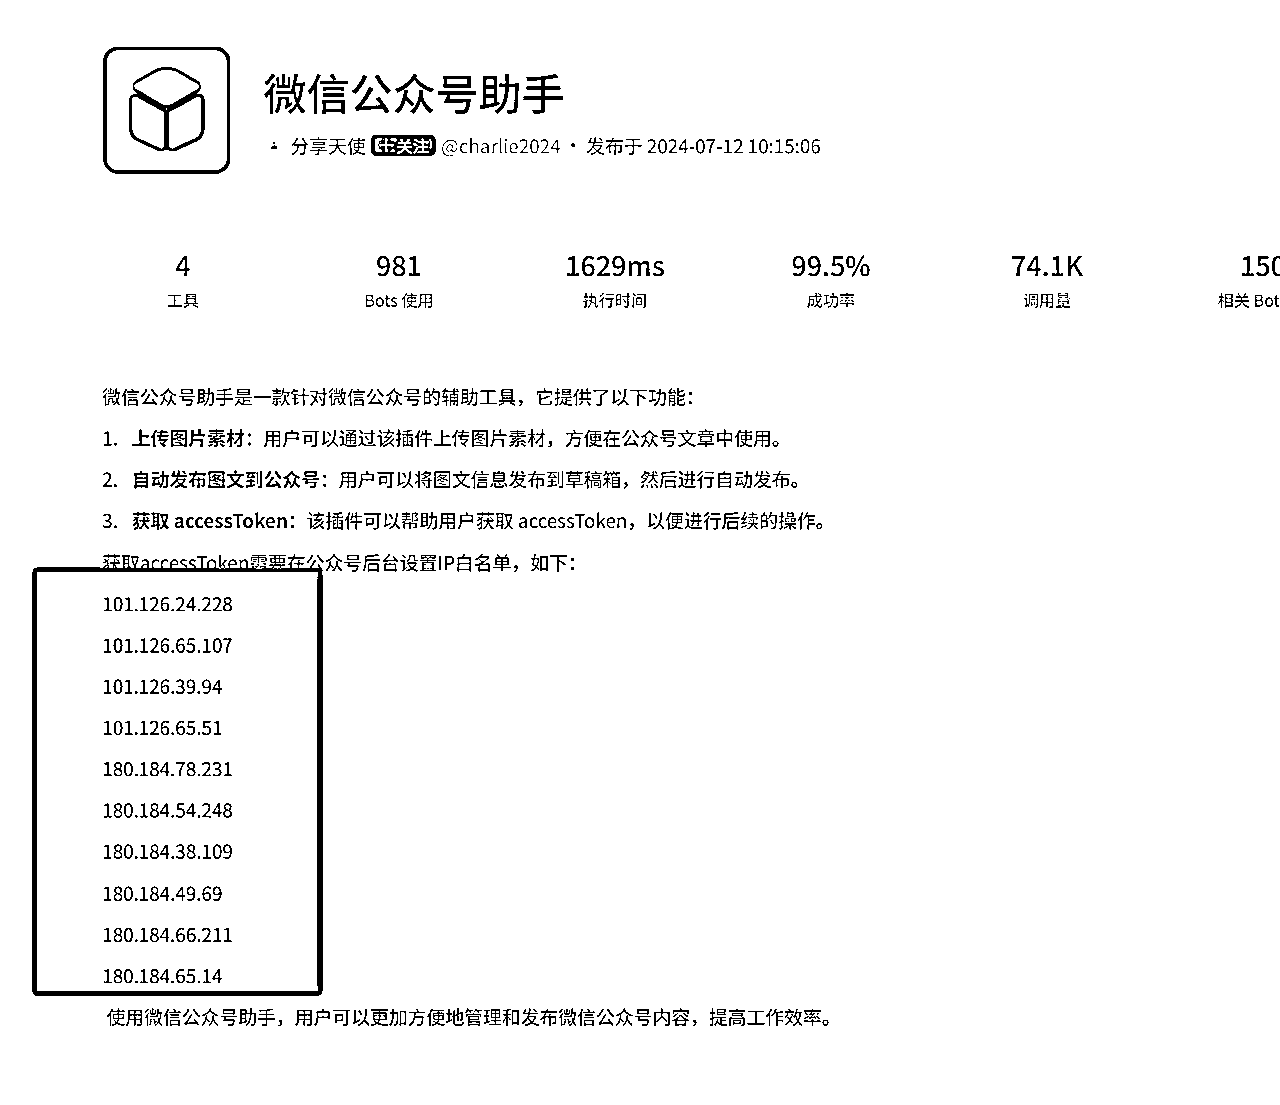 微信公众号助手
分享天使 已关注 @charlie2024 • 发布于 2024-07-12 10:15:06
4 981 1629ms 99.5% 74.1K 150
工具 Bots 使用 执行时间 成功率 调用量 相关 Bot
微信公众号助手是一款针对微信公众号的辅助工具，它提供了以下功能：
1. 上传图片素材：用户可以通过该插件上传图片素材，方便在公众号文章中使用。
2. 自动发布图文到公众号：用户可以将图文信息发布到草稿箱，然后进行自动发布。
3. 获取 accessToken：该插件可以帮助用户获取 accessToken，以便进行后续的操作。
获取accessToken需要在公众号后台设置IP白名单，如下：
101.126.24.228
101.126.65.107
101.126.39.94
101.126.65.51
180.184.78.231
180.184.54.248
180.184.38.109
180.184.49.69
180.184.66.211
180.184.65.14
使用微信公众号助手，用户可以更加方便地管理和发布微信公众号内容，提高工作效率。